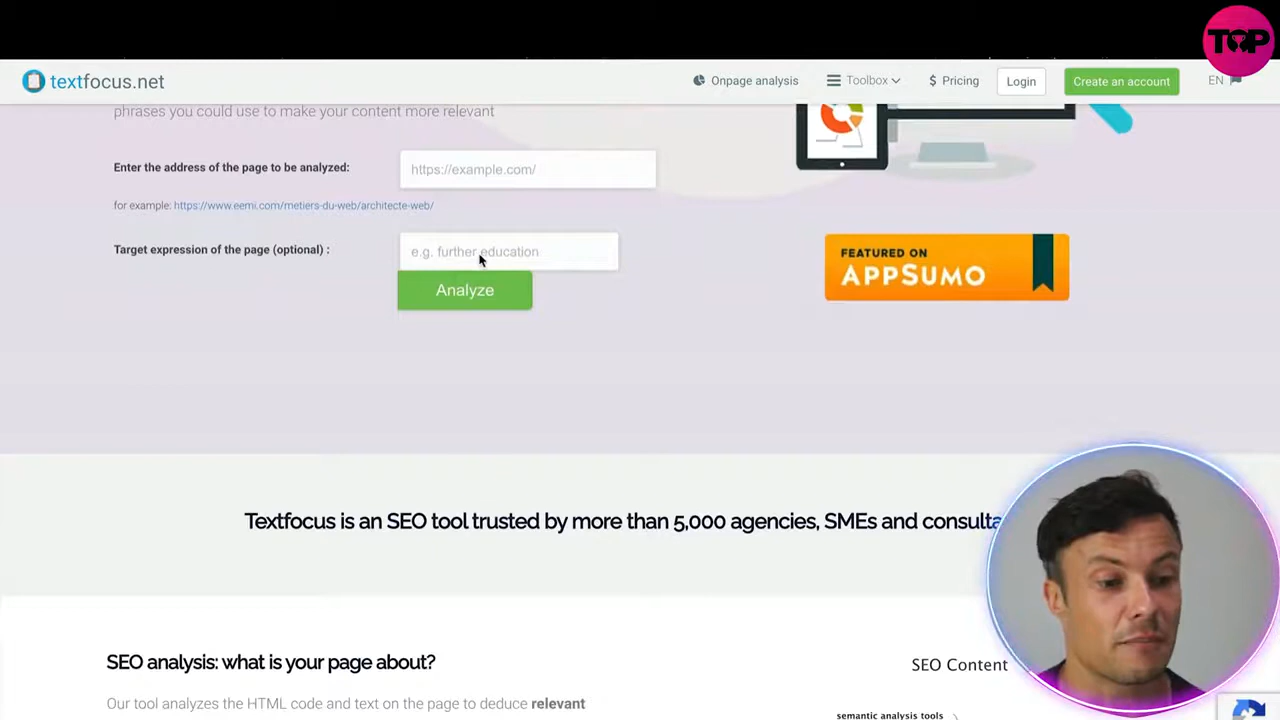 TOP
textfocus.net
Onpage analysis
Toolbox
$ Pricing
Login
Create an account
EN
phrases you could use to make your content more relevant
Enter the address of the page to be analyzed:
https://example.com/
for example: https://www.eemi.com/metiers-du-web/architecte-web/
Target expression of the page (optional) :
e.g. further education
Analyze
FEATURED ON
APPSUMO
Textfocus is an SEO tool trusted by more than 5,000 agencies, SMEs and consulta
SEO analysis: what is your page about?
Our tool analyzes the HTML code and text on the page to deduce relevant
SEO Content
semantic analysis tools